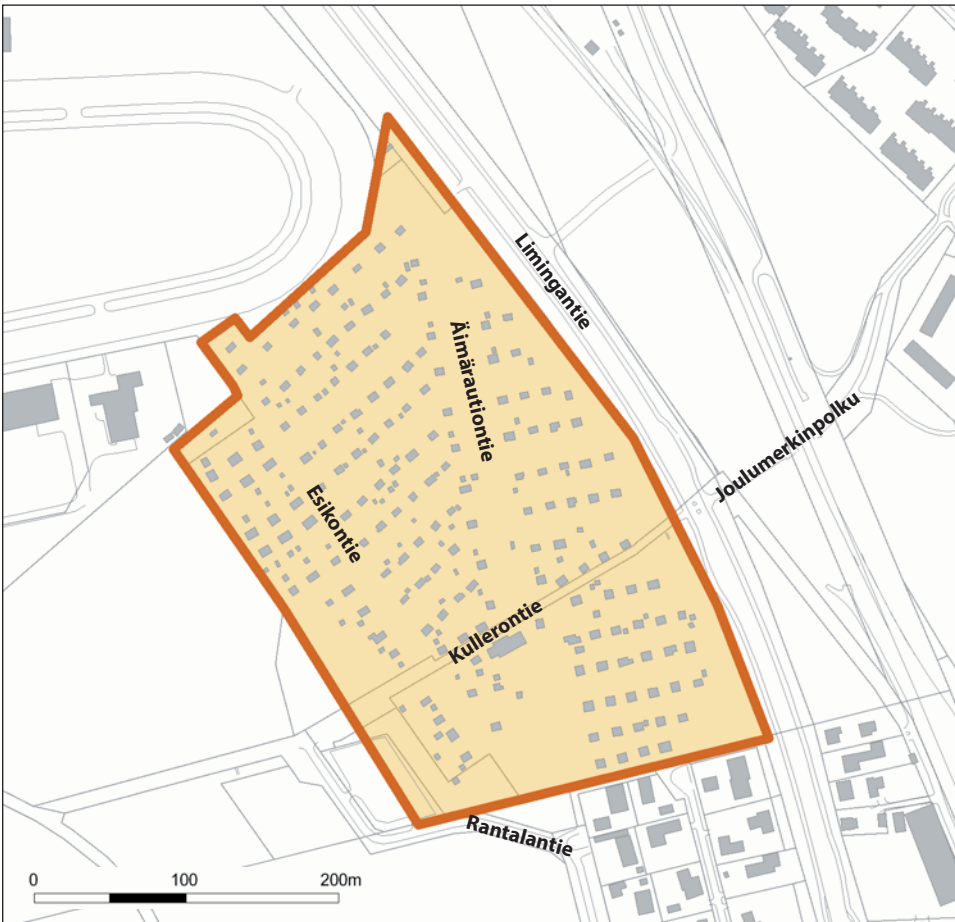 Limingantie
Äimärautiontie
Joulumerkinpolku
Esikontie
Kullerontie
Rantalantie
0 100 200m